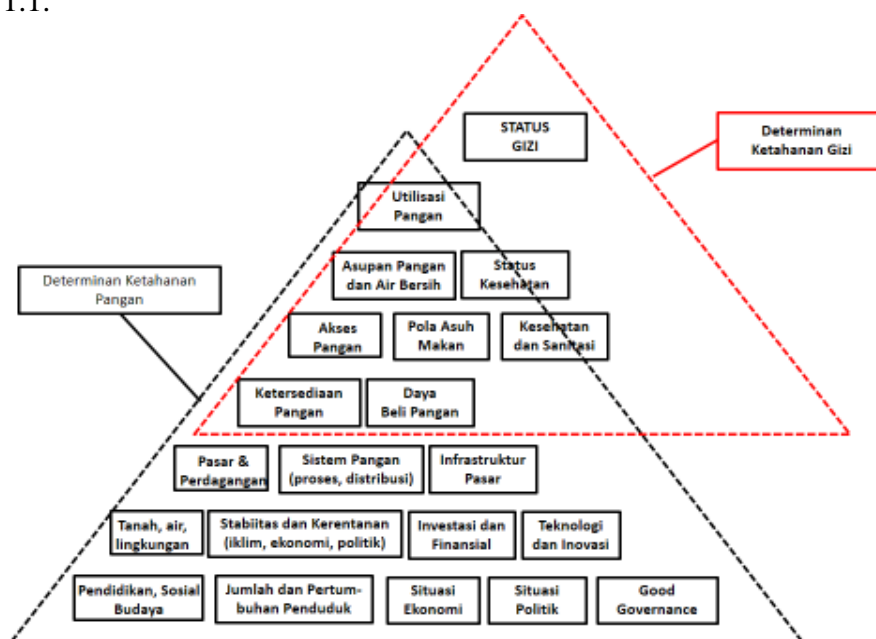 1.1.
STATUS
GIZI
Determinan
Ketahanan Gizi
Utilisasi
Pangan
Determinan Ketahanan
Pangan
Asupan Pangan
dan Air Bersih
Status
Kesehatan
Akses
Pangan
Pola Asuh
Makan
Kesehatan
dan Sanitasi
Ketersediaan
Pangan
Daya
Beli Pangan
Pasar &
Perdagangan
Sistem Pangan
(proses, distribusi)
Infrastruktur
Pasar
Tanah, air,
lingkungan
Stabiitas dan Kerentanan
(iklim, ekonomi, politik)
Investasi dan
Finansial
Teknologi
dan Inovasi
Pendidikan, Sosial
Budaya
Jumlah dan Pertum-
buhan Penduduk
Situasi
Ekonomi
Situasi
Politik
Good
Governance